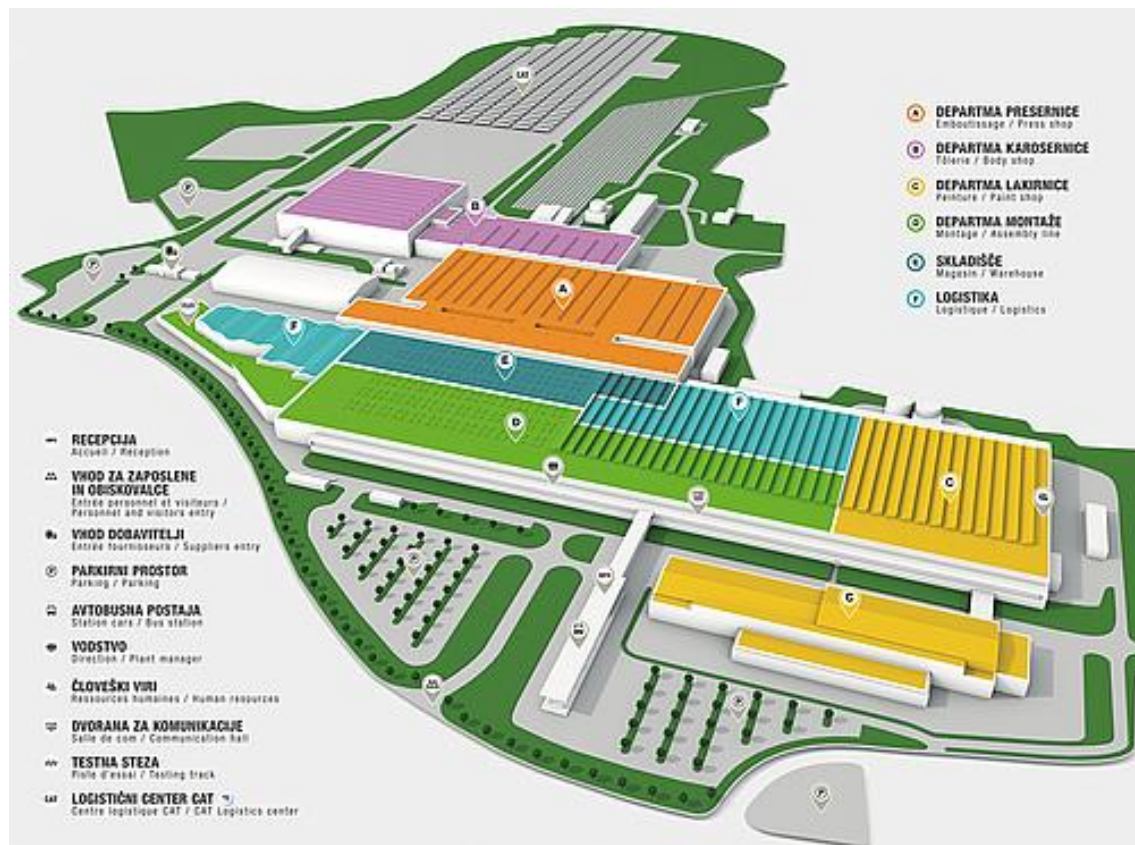 CAT
A DEPARTMA PRESERNICE
Emboutissage / Press shop
B DEPARTMA KAROSERNICE
Tôlerie / Body shop
C DEPARTMA LAKIRNICE
Peinture / Paint shop
D DEPARTMA MONTAŽE
Montage / Assembly line
E SKLADIŠČE
Magasin / Warehouse
F LOGISTIKA
Logistique / Logistics
P
B
P
A
F
E
F
D
C
C
P
P
P
RECEPCIJA
Accueil / Reception
VHOD ZA ZAPOSLENE
IN OBISKOVALCE
Entrée personnel et visiteurs /
Personnel and visitors entry
VHOD DOBAVITELJI
Entrée fournisseurs / Suppliers entry
P PARKIRNI PROSTOR
Parking / Parking
AVTOBUSNA POSTAJA
Station cars / Bus station
VODSTVO
Direction / Plant manager
ČLOVEŠKI VIRI
Ressources humaines / Human resources
DVORANA ZA KOMUNIKACIJE
Salle de com / Communication hall
TESTNA STEZA
Piste d'essai / Testing track
CAT LOGISTIČNI CENTER CAT
Centre logistique CAT / CAT Logistics center